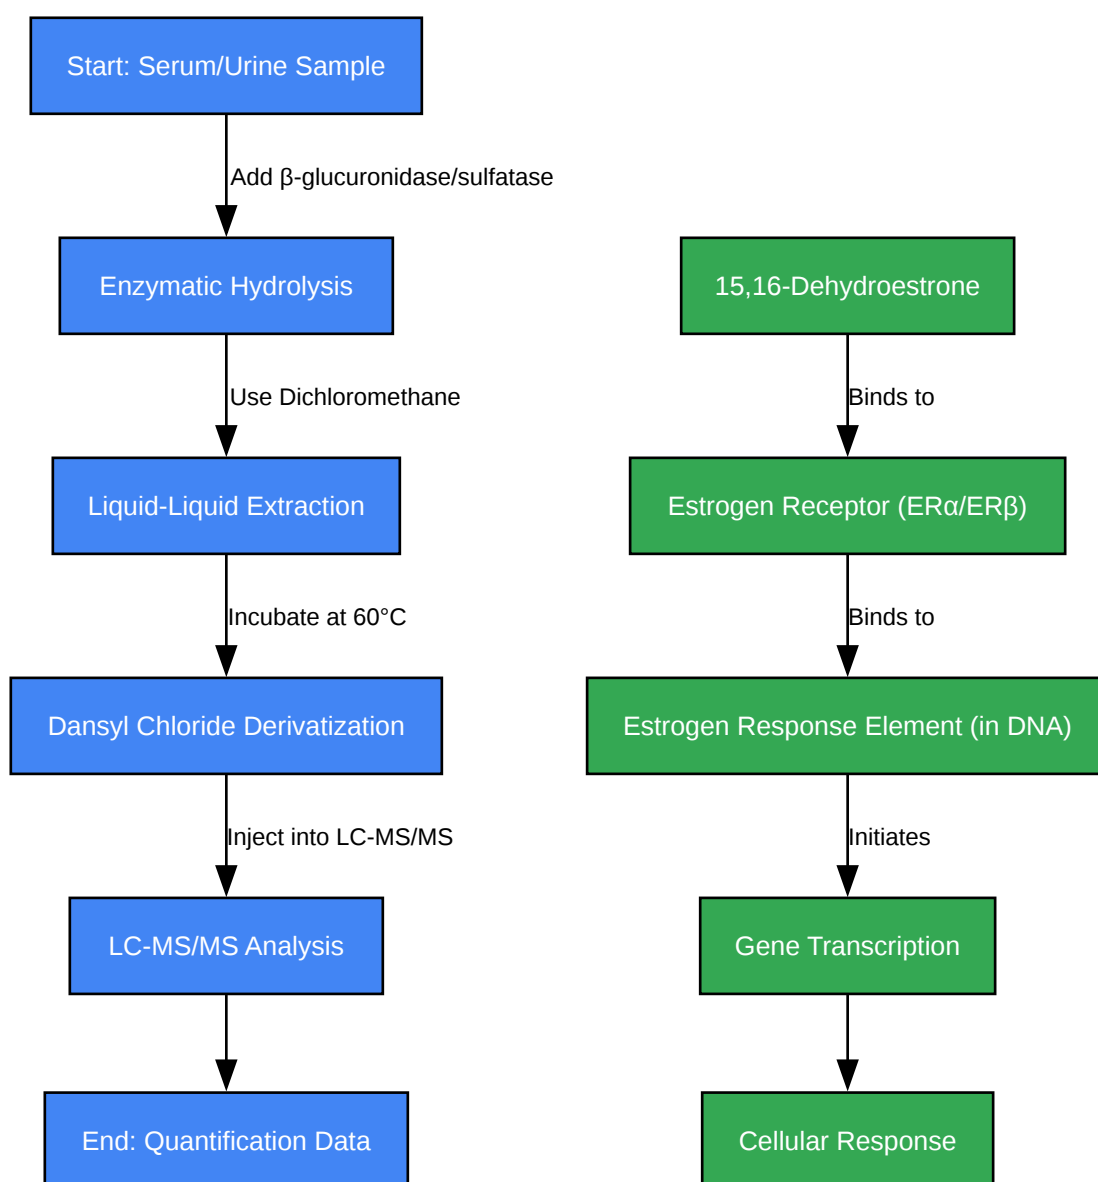 Start: Serum/Urine Sample
Add β-glucuronidase/sulfatase
Enzymatic Hydrolysis
Use Dichloromethane
Liquid-Liquid Extraction
Incubate at 60°C
Dansyl Chloride Derivatization
Inject into LC-MS/MS
LC-MS/MS Analysis
End: Quantification Data
15,16-Dehydroestrone
Binds to
Estrogen Receptor (ERα/ERβ)
Binds to
Estrogen Response Element (in DNA)
Initiates
Gene Transcription
Cellular Response